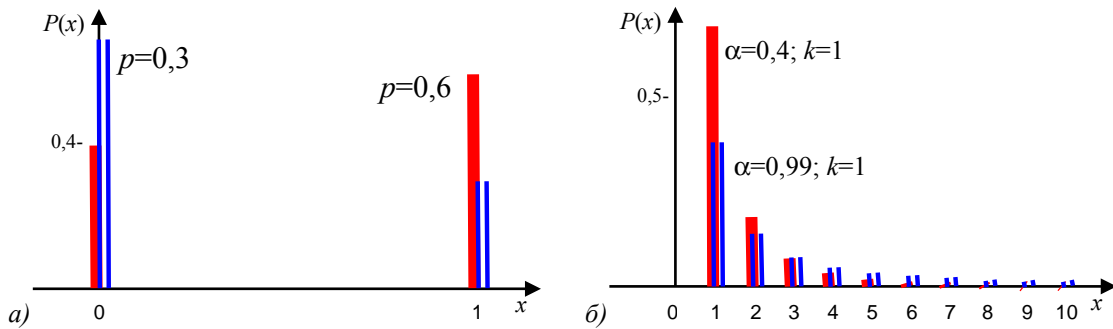 P(x)
p=0,3
p=0,6
0,4-
0
1
x
а)
P(x)
α=0,4; k=1
0,5-
α=0,99; k=1
0 1 2 3 4 5 6 7 8 9 10
x
б)